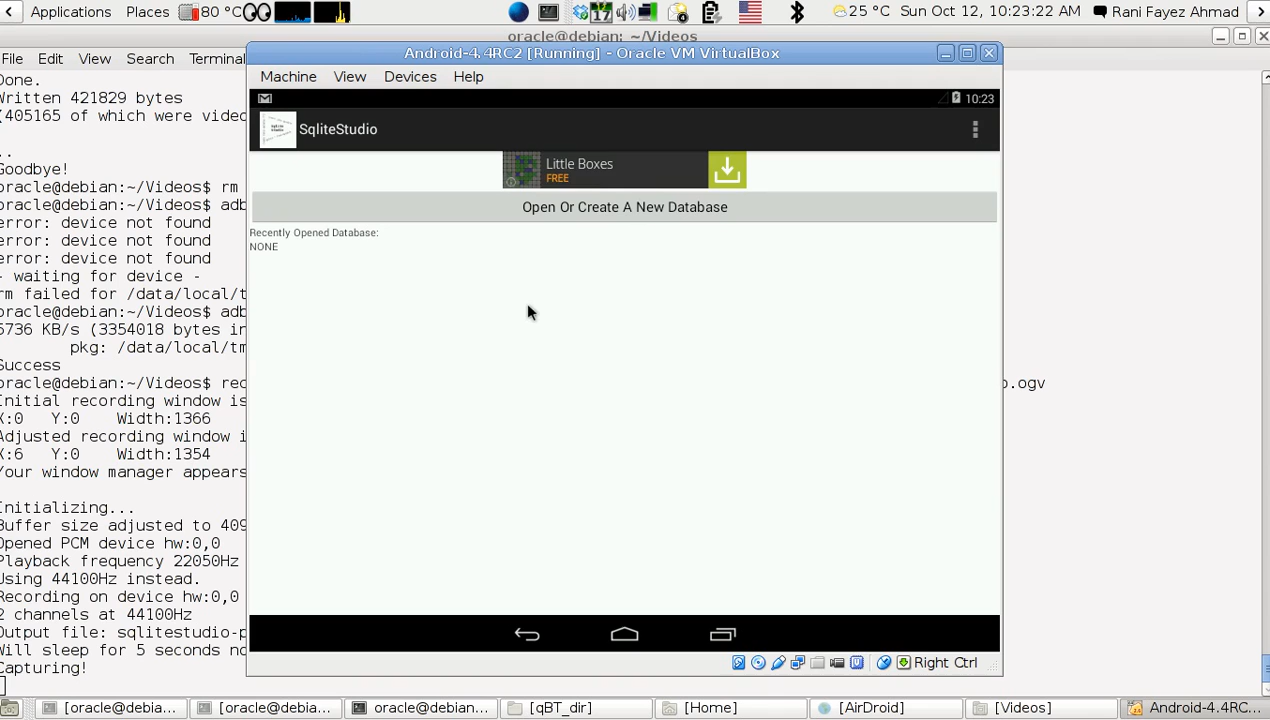 Applications Places 80 °C 25 °C Sun Oct 12, 10:23:22 AM Rani Fayez Ahmad
17
oracle@debian: ~/Videos
File Edit View Search Terminal
Android-4.4RC2 [Running] - Oracle VM VirtualBox
Machine View Devices Help
10:23
SqliteStudio
Little Boxes
FREE
Open Or Create A New Database
Recently Opened Database:
NONE
Right Ctrl
Done.
Written 421829 bytes
(405165 of which were video
..
Goodbye!
oracle@debian:~/Videos$ rm
oracle@debian:~/Videos$ adb
error: device not found
error: device not found
error: device not found
- waiting for device -
rm failed for /data/local/t
oracle@debian:~/Videos$ adb
5736 KB/s (3354018 bytes in
pkg: /data/local/tm
Success
oracle@debian:~/Videos$ rec o.ogv
Initial recording window is
X:0 Y:0 Width:1366
Adjusted recording window i
X:6 Y:0 Width:1354
Your window manager appears
Initializing...
Buffer size adjusted to 409
Opened PCM device hw:0,0
Playback frequency 22050Hz
Using 44100Hz instead.
Recording on device hw:0,0
2 channels at 44100Hz
Output file: sqlitestudio-p
Will sleep for 5 seconds no
Capturing!
[oracle@debia... [oracle@debia... oracle@debian... [qBT_dir] [Home] [AirDroid] [Videos] Android-4.4RC...